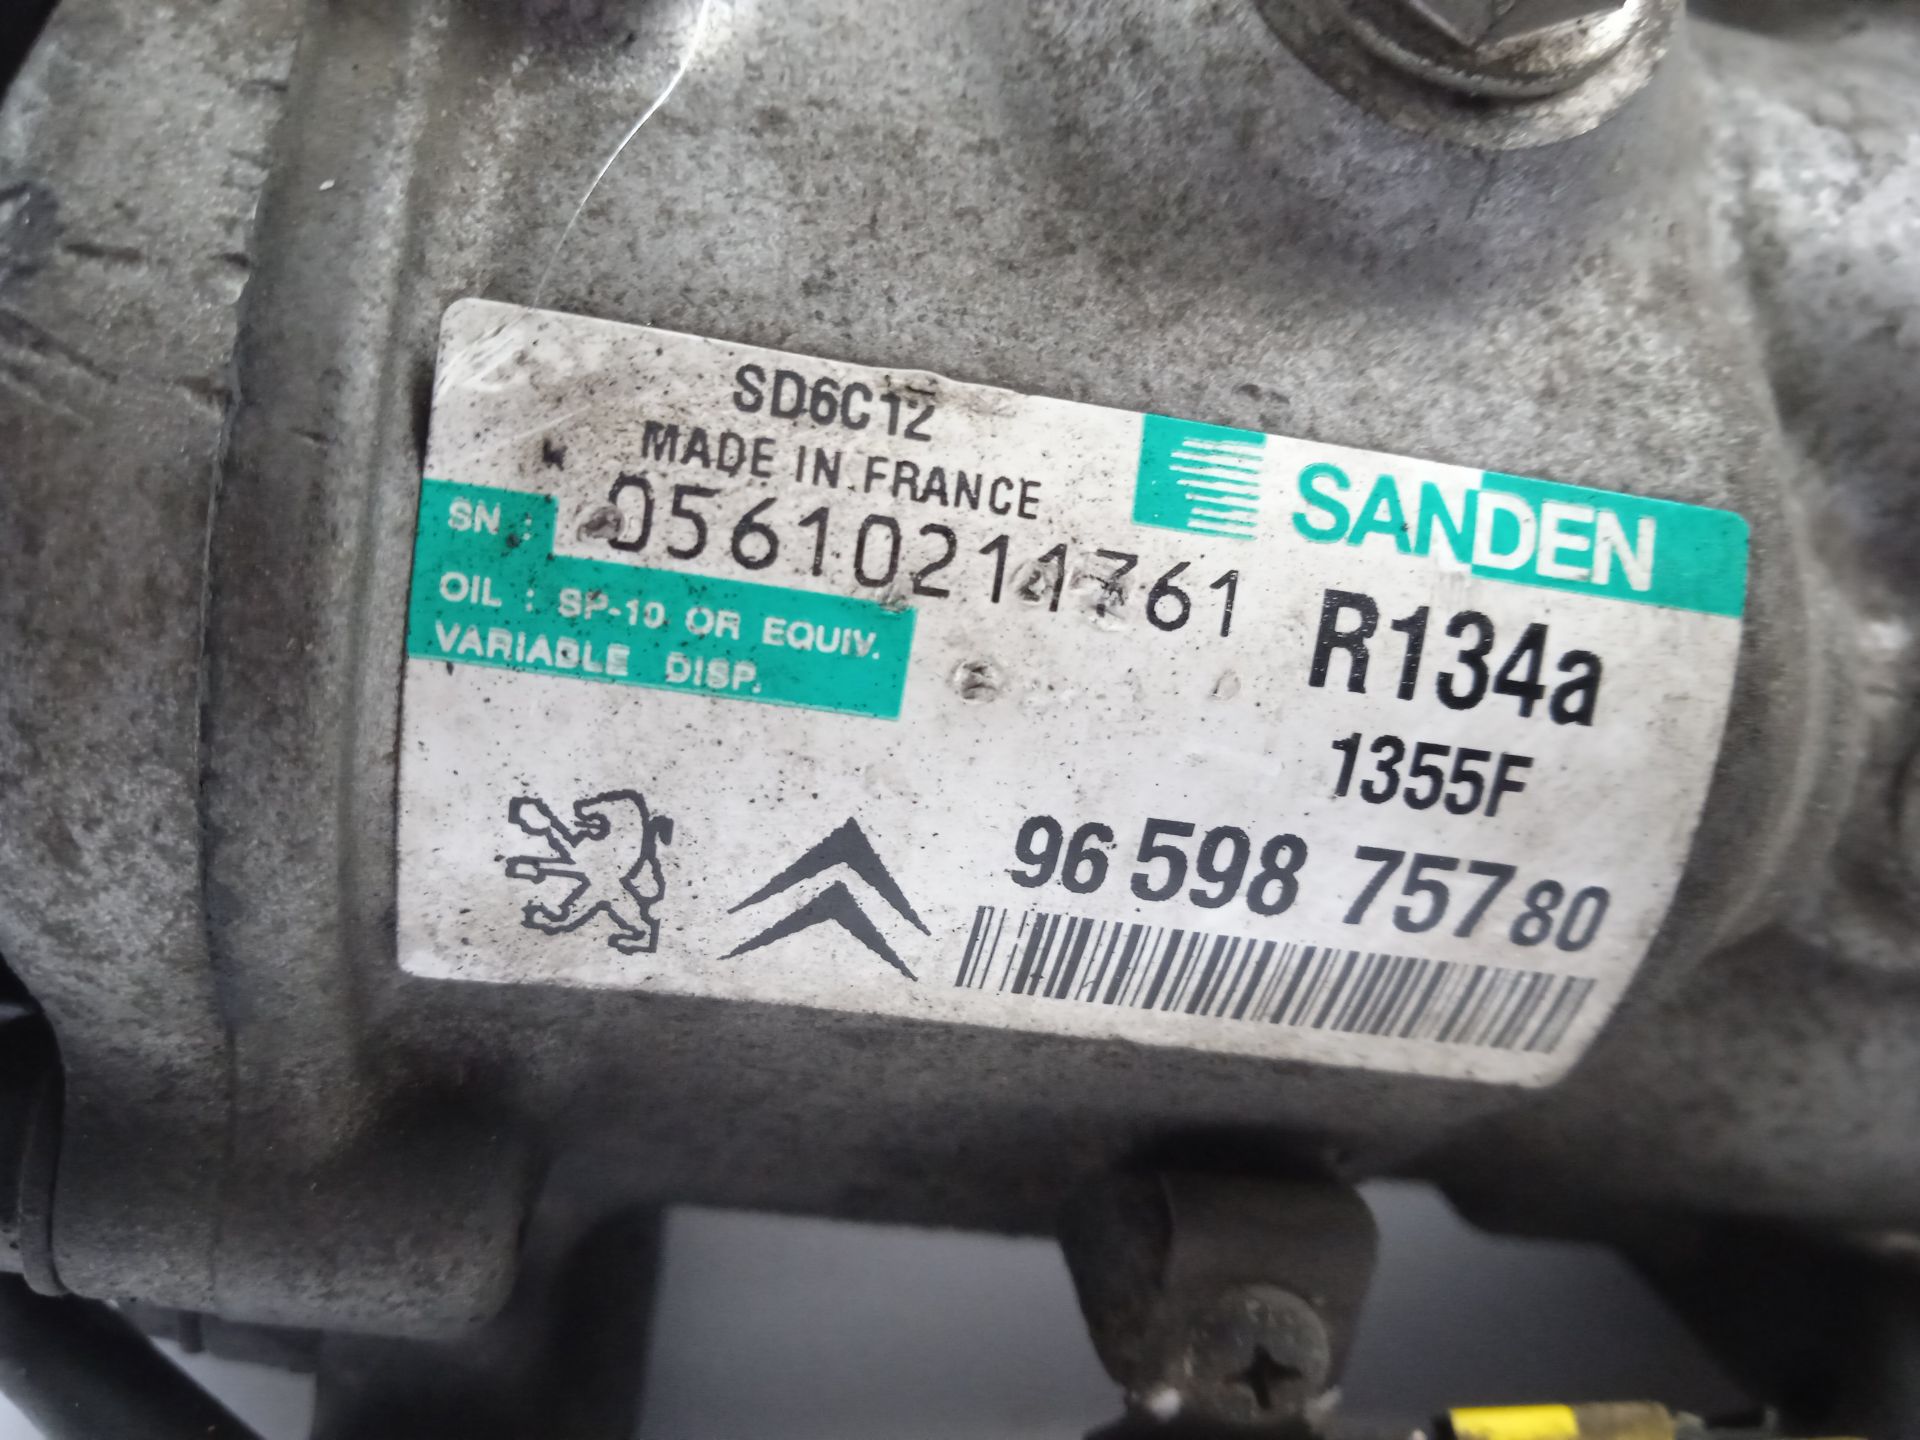 SD6C12
MADE IN FRANCE
SANDEN
SN : 05610211761
OIL : SP-10 OR EQUIV.
VARIABLE DISP.
R134a
1355F
96 598 757 80